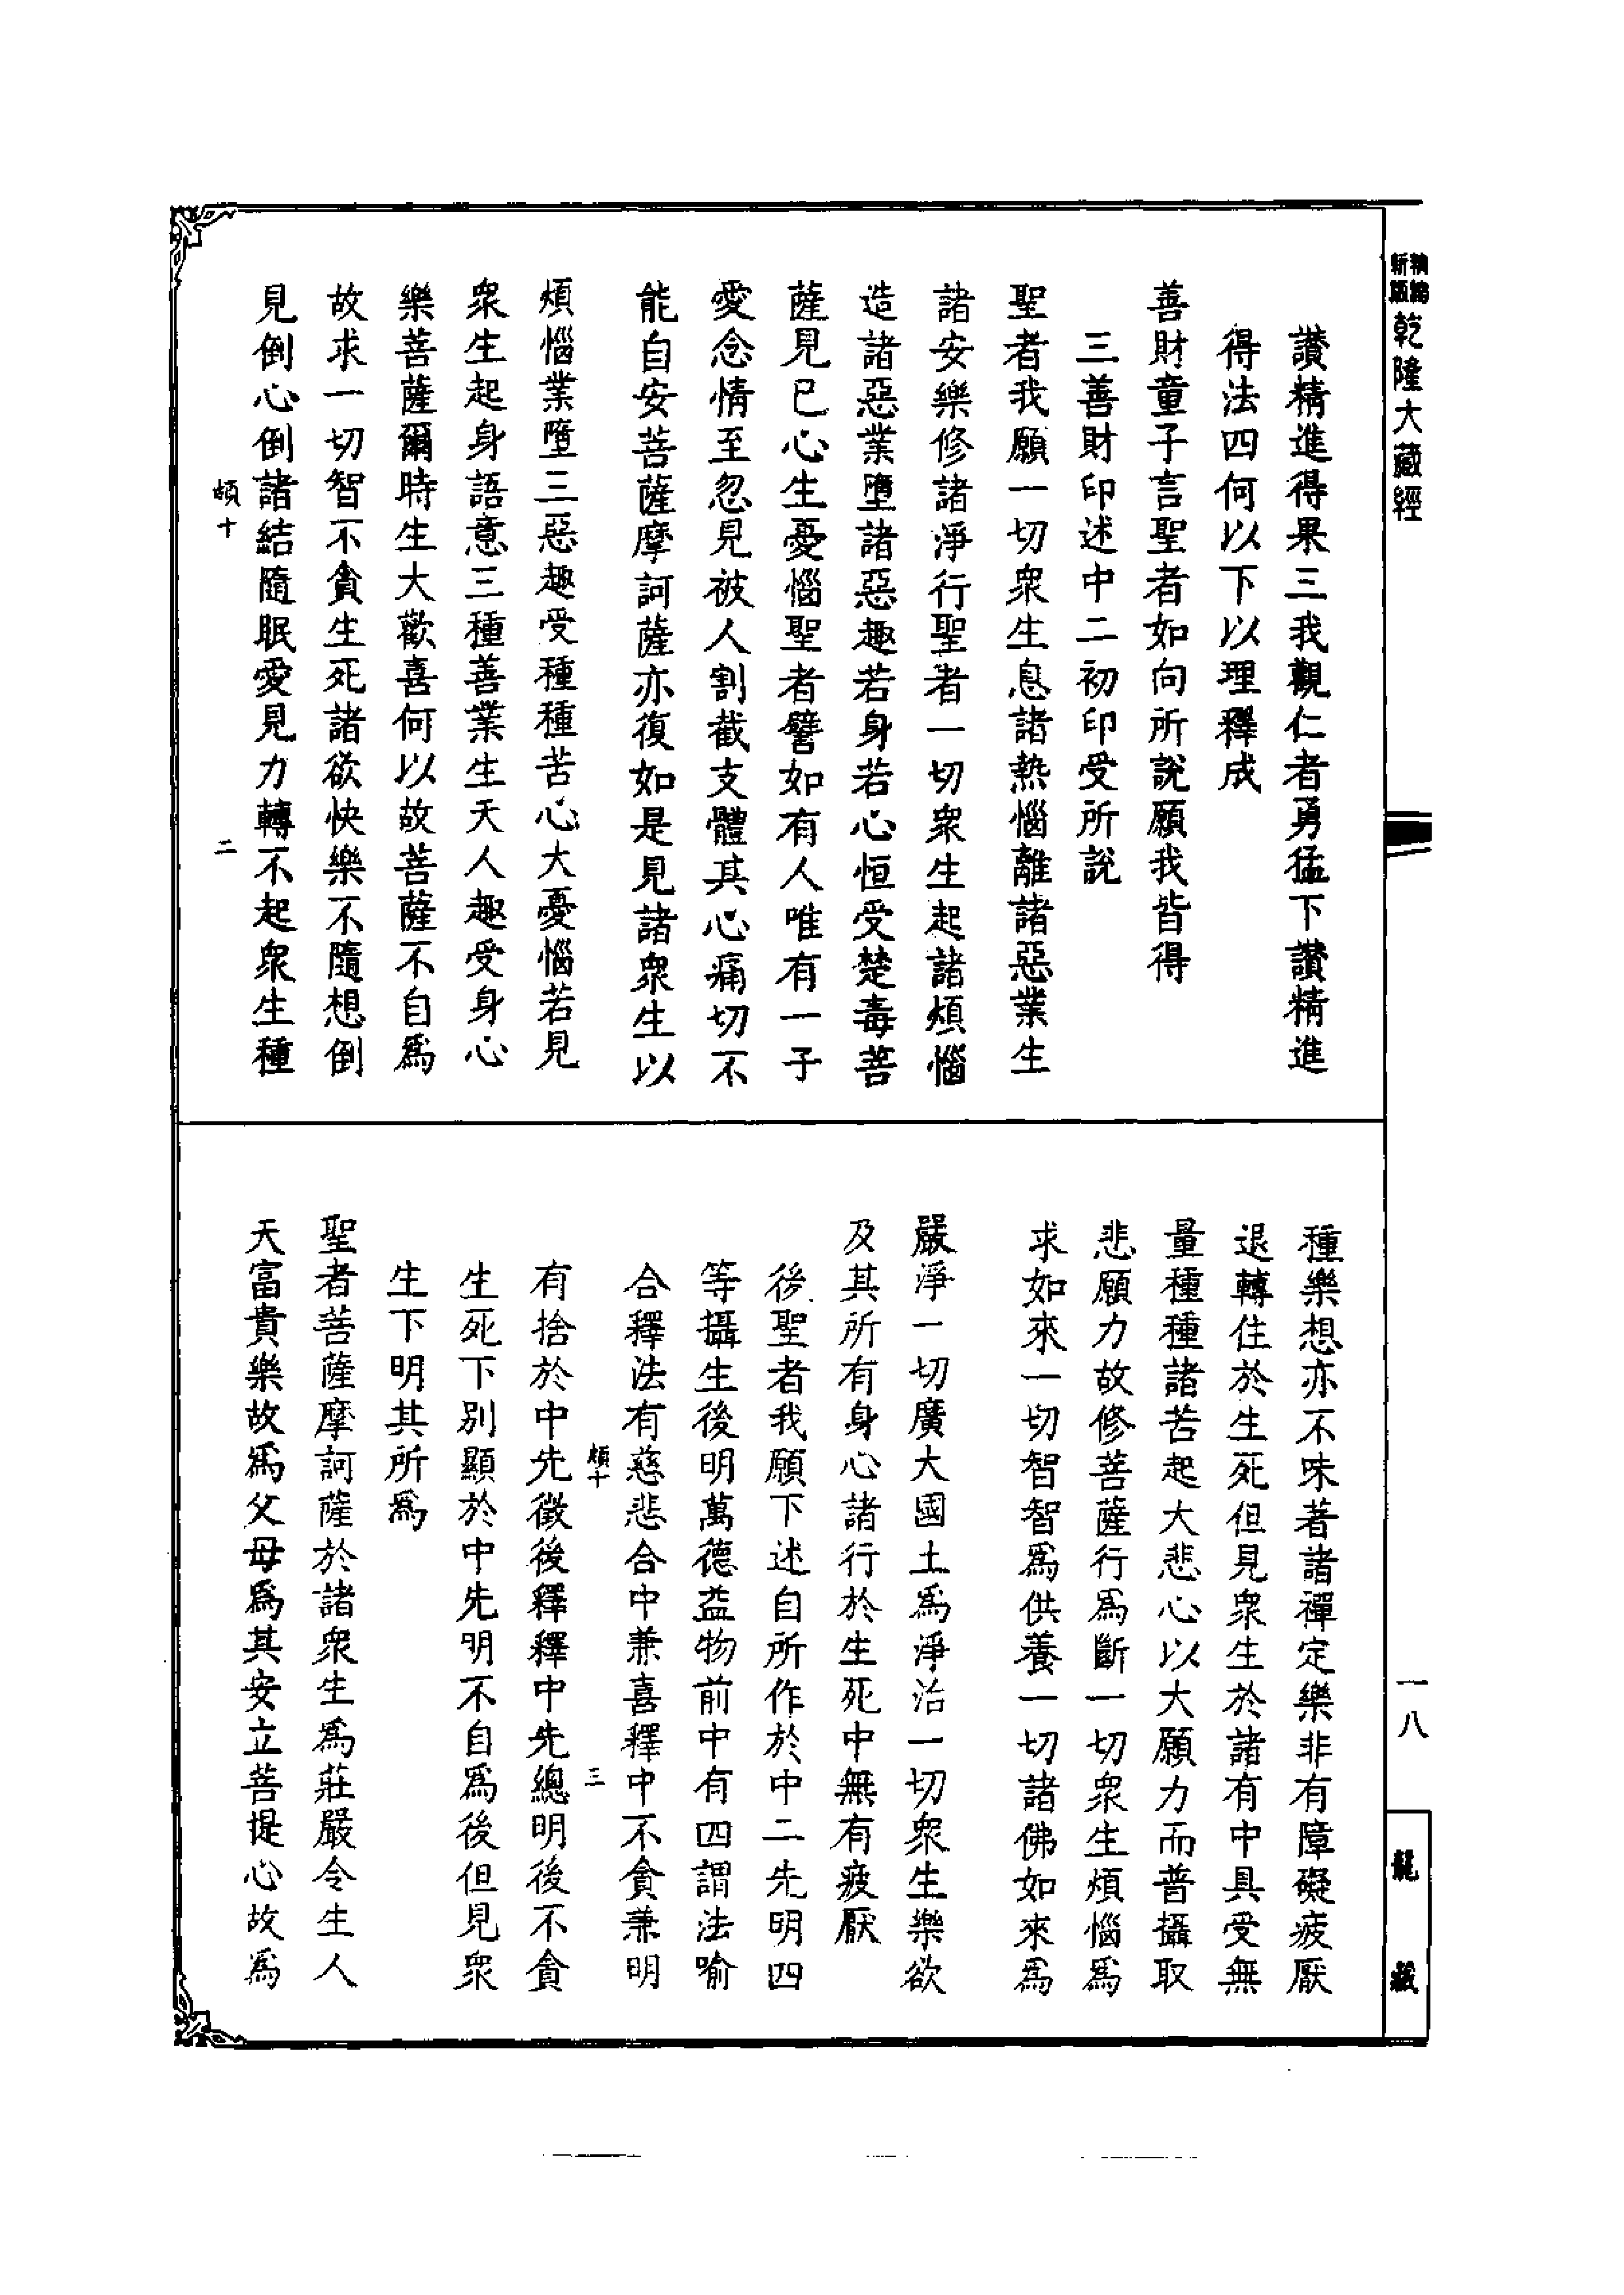 新版
乾隆大藏經
讃精進得果三我觀仁者勇猛下讃精進
得法四何以下以理釋成
善財童子言聖者如向所說願我皆得
三善財印述中二初印受所說
聖者我願一切衆生息諸熱惱離諸惡業生
諸安樂修諸淨行聖者一切衆生起諸煩惱
造諸惡業墮諸惡趣若身若心恒受楚毒菩
薩見已心生憂惱聖者譬如有人唯有一子
愛念情至忽見被人割截支體其心痛切不
能自安菩薩摩訶薩亦復如是見諸衆生以
煩惱業墮三惡趣受種種苦心大憂惱若見
衆生起身語意三種善業生天人趣受身心
樂菩薩爾時生大歡喜何以故菩薩不自爲
故求一切智不貪生死諸欲快樂不隨想倒
見倒心倒諸結隨眠愛見力轉不起衆生種
頗十
二
種樂想亦不味著諸禪定樂非有障礙疲厭
退轉住於生死但見衆生於諸有中具受無
量種種諸苦起大悲心以大願力而普攝取
悲願力故修菩薩行爲斷一切衆生煩惱爲
求如來一切智智爲供養一切諸佛如來爲
嚴淨一切廣大國土爲淨治一切衆生樂欲
及其所有身心諸行於生死中無有疲厭
後聖者我願下述自所作於中二先明四
等攝生後明萬德益物前中有四謂法喻
合釋法有慈悲合中兼喜釋中不貪兼明
頗十
三
有捨於中先徵後釋釋中先總明後不貪
生死下別顯於中先明不自爲後但見衆
生下明其所爲
聖者菩薩摩訶薩於諸衆生爲莊嚴令生人
天富貴樂故爲父母爲其安立菩提心故爲
一八
龍藏